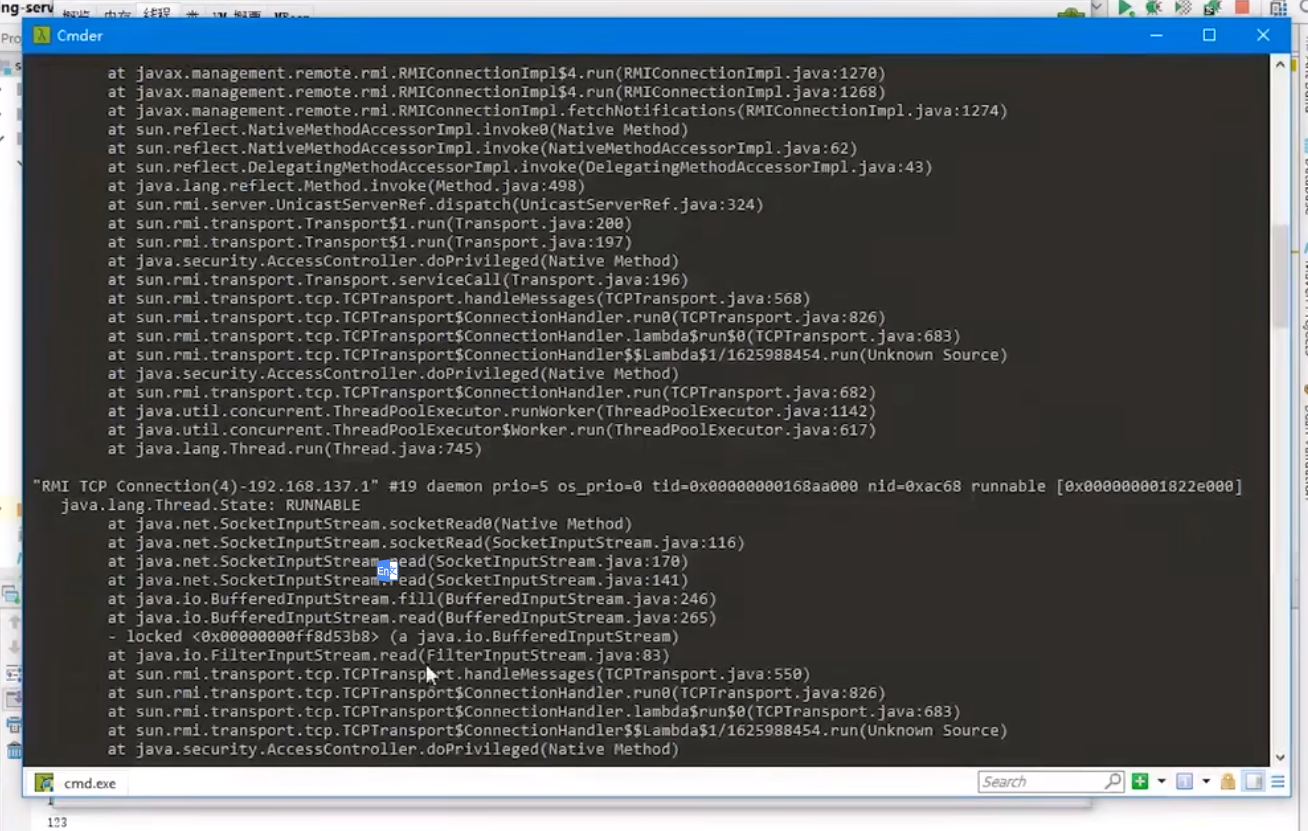 ng-serv
概览 内存 线程 类 VM 概要 MBean
Pro
Cmder
at javax.management.remote.rmi.RMIConnectionImpl$4.run(RMIConnectionImpl.java:1270)
at javax.management.remote.rmi.RMIConnectionImpl$4.run(RMIConnectionImpl.java:1268)
at javax.management.remote.rmi.RMIConnectionImpl.fetchNotifications(RMIConnectionImpl.java:1274)
at sun.reflect.NativeMethodAccessorImpl.invoke0(Native Method)
at sun.reflect.NativeMethodAccessorImpl.invoke(NativeMethodAccessorImpl.java:62)
at sun.reflect.DelegatingMethodAccessorImpl.invoke(DelegatingMethodAccessorImpl.java:43)
at java.lang.reflect.Method.invoke(Method.java:498)
at sun.rmi.server.UnicastServerRef.dispatch(UnicastServerRef.java:324)
at sun.rmi.transport.Transport$1.run(Transport.java:200)
at sun.rmi.transport.Transport$1.run(Transport.java:197)
at java.security.AccessController.doPrivileged(Native Method)
at sun.rmi.transport.Transport.serviceCall(Transport.java:196)
at sun.rmi.transport.tcp.TCPTransport.handleMessages(TCPTransport.java:568)
at sun.rmi.transport.tcp.TCPTransport$ConnectionHandler.run0(TCPTransport.java:826)
at sun.rmi.transport.tcp.TCPTransport$ConnectionHandler.lambda$run$0(TCPTransport.java:683)
at sun.rmi.transport.tcp.TCPTransport$ConnectionHandler$$Lambda$1/1625988454.run(Unknown Source)
at java.security.AccessController.doPrivileged(Native Method)
at sun.rmi.transport.tcp.TCPTransport$ConnectionHandler.run(TCPTransport.java:682)
at java.util.concurrent.ThreadPoolExecutor.runWorker(ThreadPoolExecutor.java:1142)
at java.util.concurrent.ThreadPoolExecutor$Worker.run(ThreadPoolExecutor.java:617)
at java.lang.Thread.run(Thread.java:745)
"RMI TCP Connection(4)-192.168.137.1" #19 daemon prio=5 os_prio=0 tid=0x00000000168aa000 nid=0xac68 runnable [0x000000001822e000]
java.lang.Thread.State: RUNNABLE
at java.net.SocketInputStream.socketRead0(Native Method)
at java.net.SocketInputStream.socketRead(SocketInputStream.java:116)
at java.net.SocketInputStream.read(SocketInputStream.java:170)
at java.net.SocketInputStream.read(SocketInputStream.java:141)
at java.io.BufferedInputStream.fill(BufferedInputStream.java:246)
at java.io.BufferedInputStream.read(BufferedInputStream.java:265)
- locked <0x00000000ff8d53b8> (a java.io.BufferedInputStream)
at java.io.FilterInputStream.read(FilterInputStream.java:83)
at sun.rmi.transport.tcp.TCPTransport.handleMessages(TCPTransport.java:550)
at sun.rmi.transport.tcp.TCPTransport$ConnectionHandler.run0(TCPTransport.java:826)
at sun.rmi.transport.tcp.TCPTransport$ConnectionHandler.lambda$run$0(TCPTransport.java:683)
at sun.rmi.transport.tcp.TCPTransport$ConnectionHandler$$Lambda$1/1625988454.run(Unknown Source)
at java.security.AccessController.doPrivileged(Native Method)
cmd.exe
Search
123